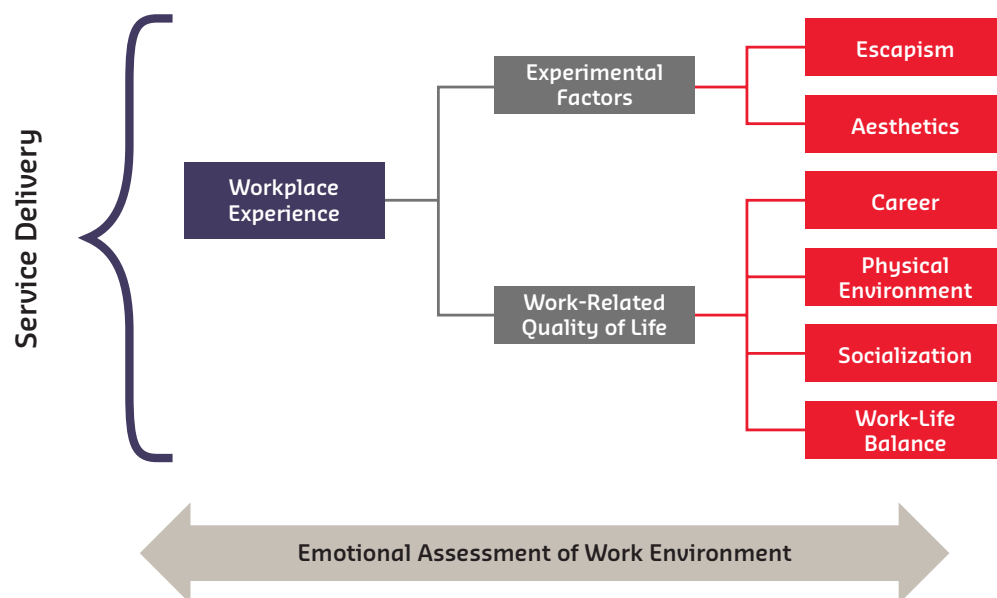 Service Delivery
Workplace
Experience
Experimental
Factors
Work-Related
Quality of Life
Escapism
Aesthetics
Career
Physical
Environment
Socialization
Work-Life
Balance
Emotional Assessment of Work Environment